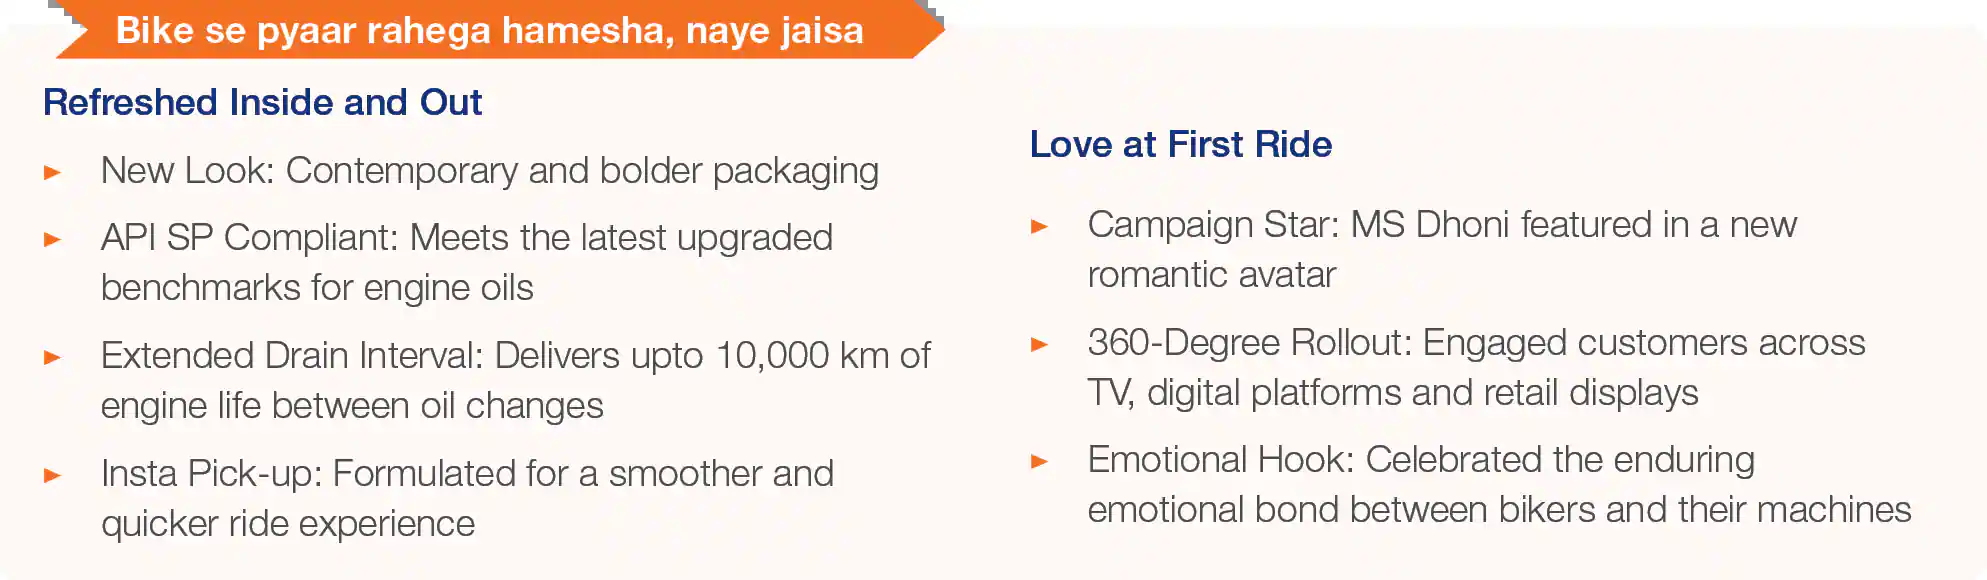 Bike se pyaar rahega hamesha, naye jaisa
Refreshed Inside and Out
► New Look: Contemporary and bolder packaging
► API SP Compliant: Meets the latest upgraded
benchmarks for engine oils
► Extended Drain Interval: Delivers upto 10,000 km of
engine life between oil changes
► Insta Pick-up: Formulated for a smoother and
quicker ride experience
Love at First Ride
► Campaign Star: MS Dhoni featured in a new
romantic avatar
► 360-Degree Rollout: Engaged customers across
TV, digital platforms and retail displays
► Emotional Hook: Celebrated the enduring
emotional bond between bikers and their machines